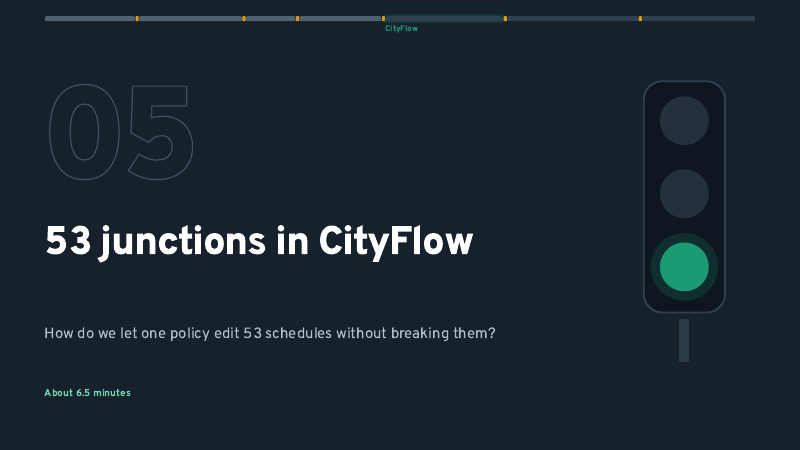 CityFlow
05
53 junctions in CityFlow
How do we let one policy edit 53 schedules without breaking them?
About 6.5 minutes